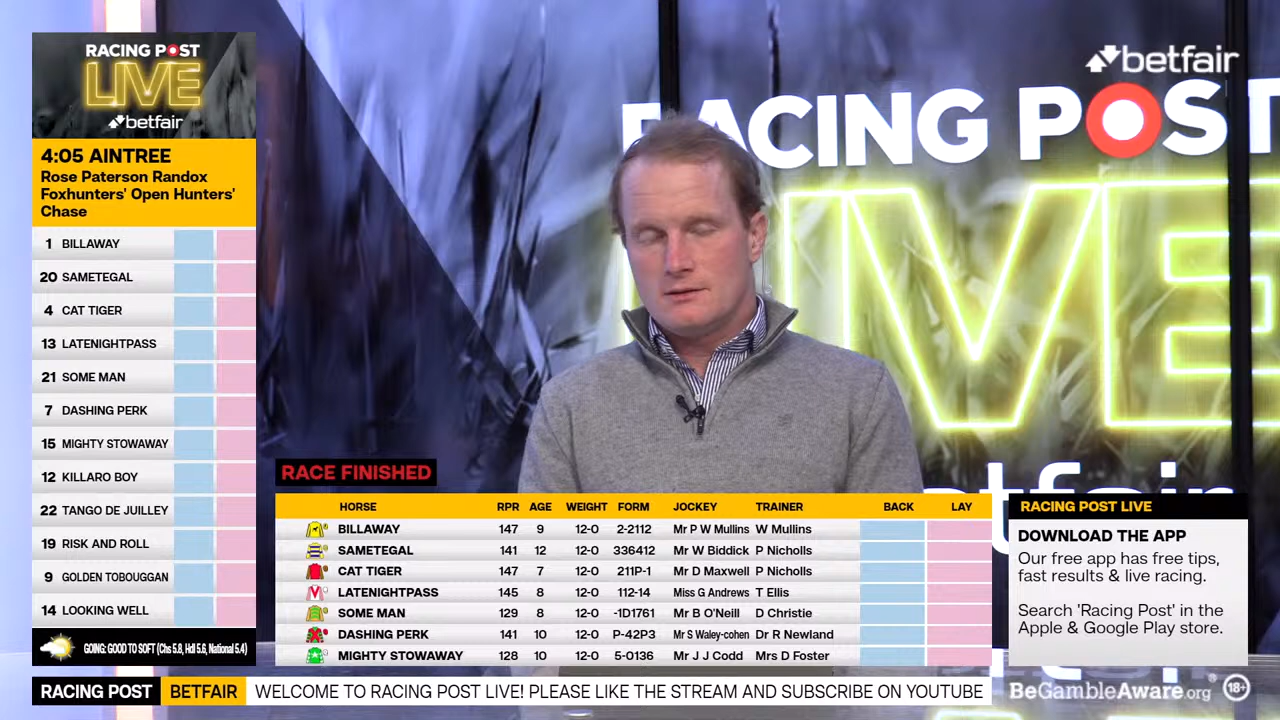 RACING POST
LIVE
betfair
4:05 AINTREE
Rose Paterson Randox
Foxhunters' Open Hunters'
Chase
1 BILLAWAY
20 SAMETEGAL
4 CAT TIGER
13 LATENIGHTPASS
21 SOME MAN
7 DASHING PERK
15 MIGHTY STOWAWAY
12 KILLARO BOY
22 TANGO DE JUILLEY
19 RISK AND ROLL
9 GOLDEN TOBOUGGAN
14 LOOKING WELL
GOING: GOOD TO SOFT (Chs 5.8, Hdl 5.6, National 5.4)
betfair
RACING POST
LIVE
betfair
RACE FINISHED
HORSE RPR AGE WEIGHT FORM JOCKEY TRAINER BACK LAY
BILLAWAY 147 9 12-0 2-2112 Mr P W Mullins W Mullins
SAMETEGAL 141 12 12-0 336412 Mr W Biddick P Nicholls
CAT TIGER 147 7 12-0 211P-1 Mr D Maxwell P Nicholls
LATENIGHTPASS 145 8 12-0 112-14 Miss G Andrews T Ellis
SOME MAN 129 8 12-0 -1D1761 Mr B O'Neill D Christie
DASHING PERK 141 10 12-0 P-42P3 Mr S Waley-cohen Dr R Newland
MIGHTY STOWAWAY 128 10 12-0 5-0136 Mr J J Codd Mrs D Foster
RACING POST LIVE
DOWNLOAD THE APP
Our free app has free tips,
fast results & live racing.
Search 'Racing Post' in the
Apple & Google Play store.
RACING POST BETFAIR WELCOME TO RACING POST LIVE! PLEASE LIKE THE STREAM AND SUBSCRIBE ON YOUTUBE
BeGambleAware.org® 18+